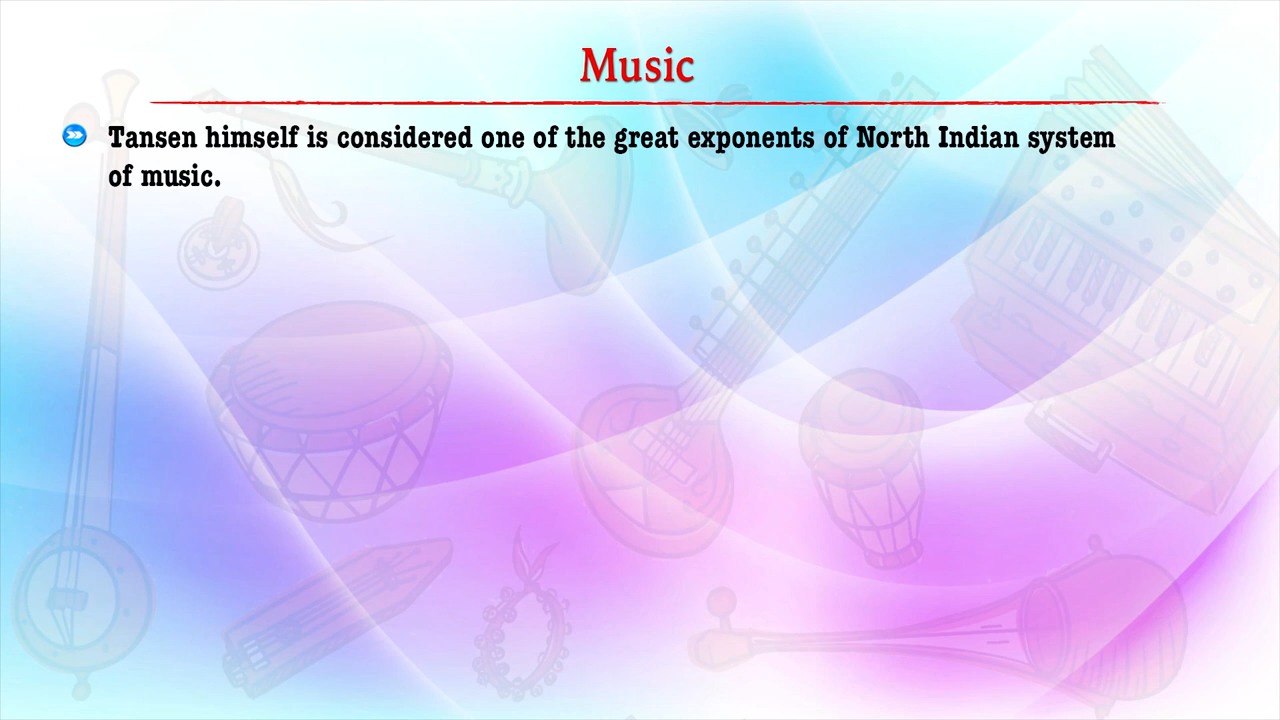 Music
Tansen himself is considered one of the great exponents of North Indian system
of music.